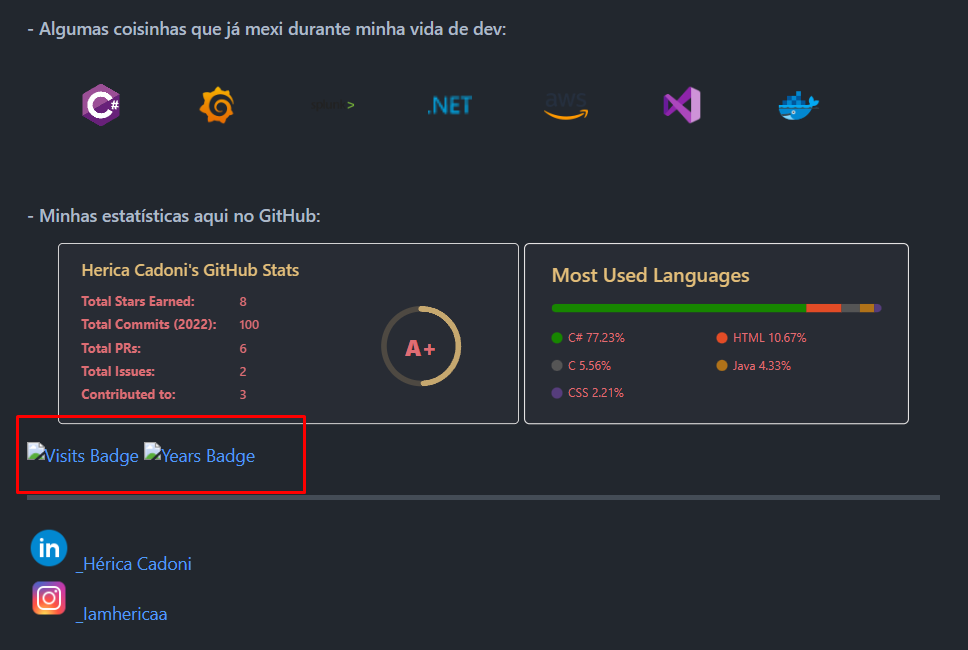 - Algumas coisinhas que já mexi durante minha vida de dev:
C# .NET aws
- Minhas estatísticas aqui no GitHub:
Herica Cadoni's GitHub Stats
Total Stars Earned: 8
Total Commits (2022): 100
Total PRs: 6
Total Issues: 2
Contributed to: 3
A+
Most Used Languages
C# 77.23% HTML 10.67%
C 5.56% Java 4.33%
CSS 2.21%
Visits Badge Years Badge
in _Hérica Cadoni
_Iamhericaa